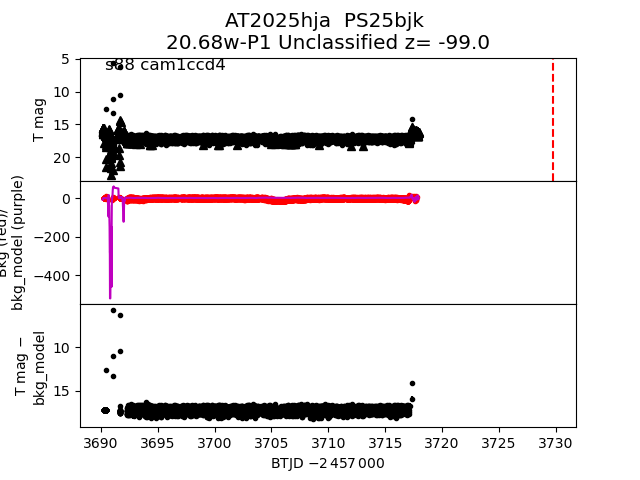 AT2025hja  PS25bjk
20.68w-P1 Unclassified z= -99.0
s88 cam1ccd4
T mag
5
10
15
20
Bkg (red)/
bkg_model (purple)
0
−200
−400
T mag −
bkg_model
10
15
3690 3695 3700 3705 3710 3715 3720 3725 3730
BTJD −2 457 000